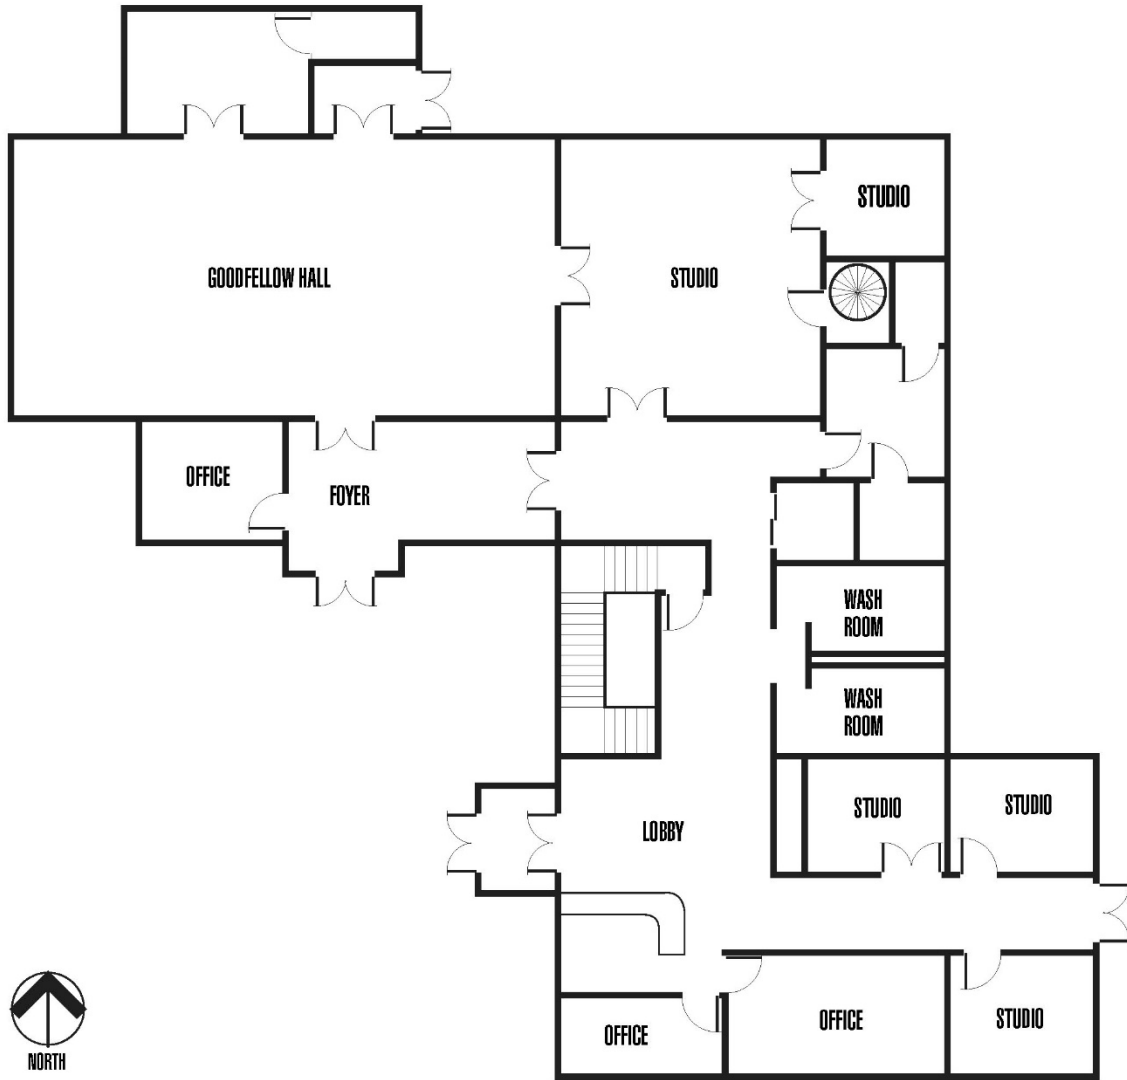 STUDIO
GOODFELLOW HALL
STUDIO
OFFICE
FOYER
WASH
ROOM
WASH
ROOM
STUDIO
STUDIO
LOBBY
OFFICE
OFFICE
STUDIO
NORTH